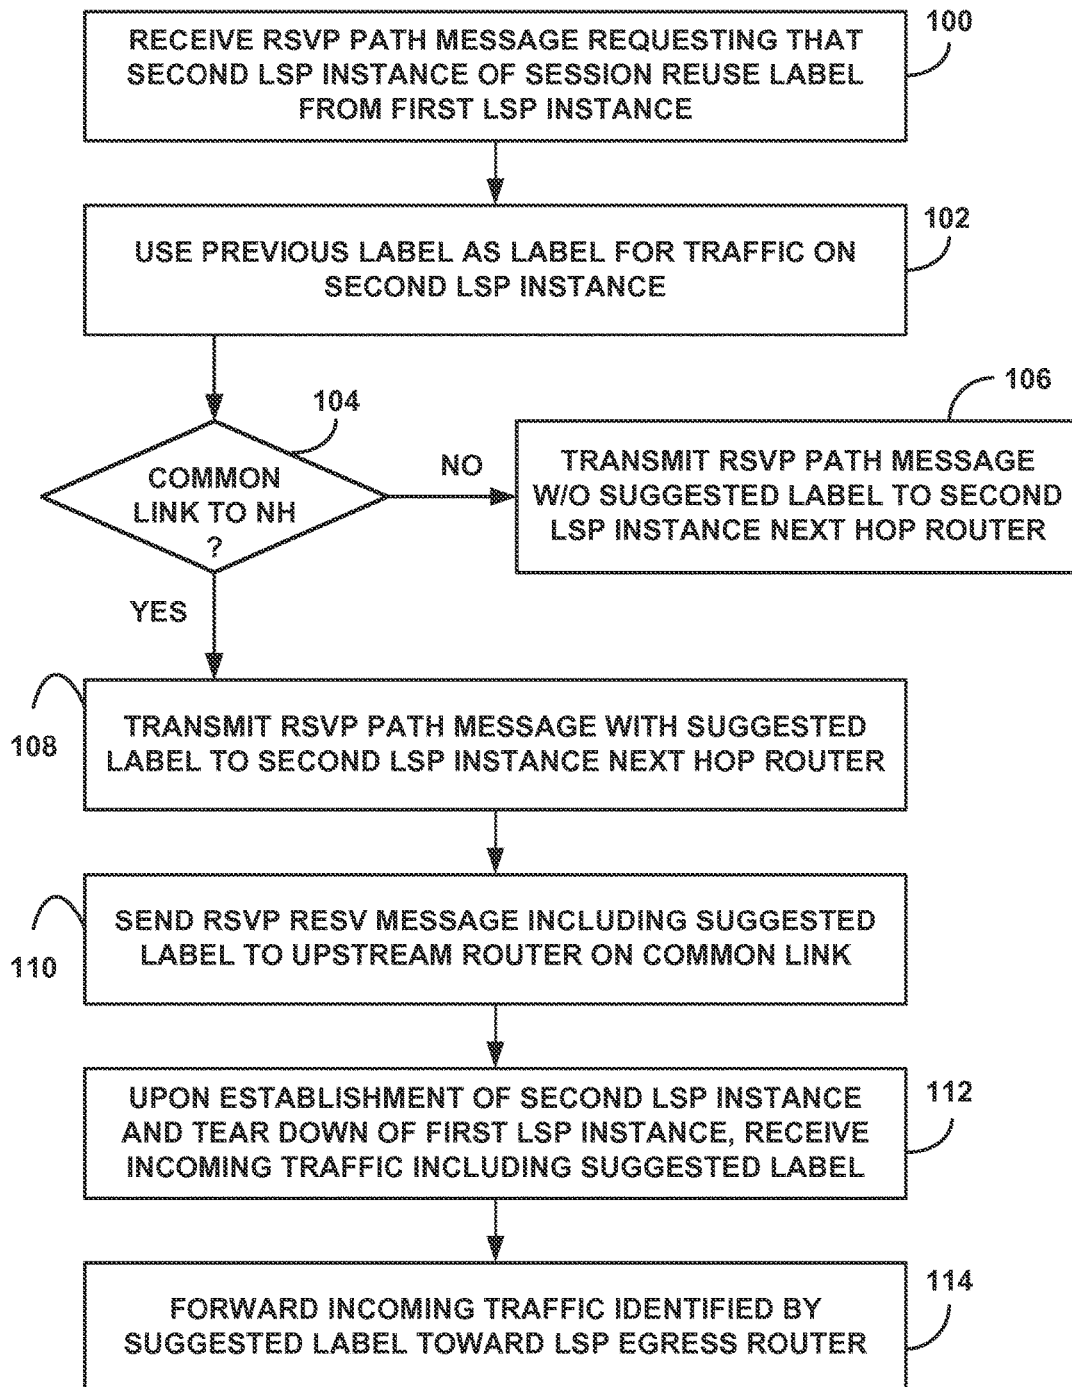 RECEIVE RSVP PATH MESSAGE REQUESTING THAT
SECOND LSP INSTANCE OF SESSION REUSE LABEL
FROM FIRST LSP INSTANCE
100
USE PREVIOUS LABEL AS LABEL FOR TRAFFIC ON
SECOND LSP INSTANCE
102
COMMON
LINK TO NH
?
104
NO
TRANSMIT RSVP PATH MESSAGE
W/O SUGGESTED LABEL TO SECOND
LSP INSTANCE NEXT HOP ROUTER
106
YES
TRANSMIT RSVP PATH MESSAGE WITH SUGGESTED
LABEL TO SECOND LSP INSTANCE NEXT HOP ROUTER
108
SEND RSVP RESV MESSAGE INCLUDING SUGGESTED
LABEL TO UPSTREAM ROUTER ON COMMON LINK
110
UPON ESTABLISHMENT OF SECOND LSP INSTANCE
AND TEAR DOWN OF FIRST LSP INSTANCE, RECEIVE
INCOMING TRAFFIC INCLUDING SUGGESTED LABEL
112
FORWARD INCOMING TRAFFIC IDENTIFIED BY
SUGGESTED LABEL TOWARD LSP EGRESS ROUTER
114